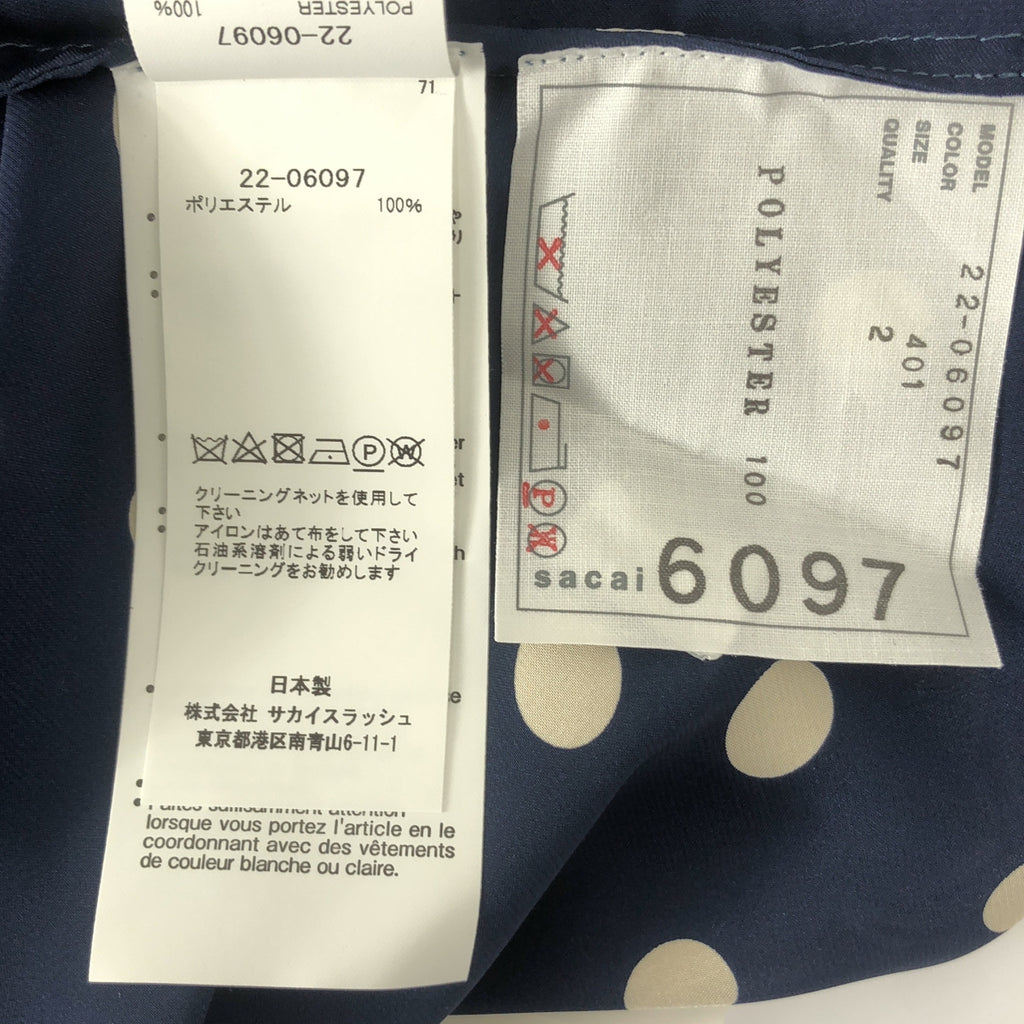 100%
POLYESTER
22-06097
71
22-06097
ポリエステル 100%
P W
クリーニングネットを使用して
下さい
アイロンはあて布をして下さい
石油系溶剤による弱いドライ
クリーニングをお勧めします
日本製
株式会社 サカイスラッシュ
東京都港区南青山6-11-1
lorsque vous portez l'article en le
coordonnant avec des vêtements
de couleur blanche ou claire.
MODEL 22-06097
COLOR 401
SIZE 2
QUALITY
POLYESTER 100
P W
sacai 6097